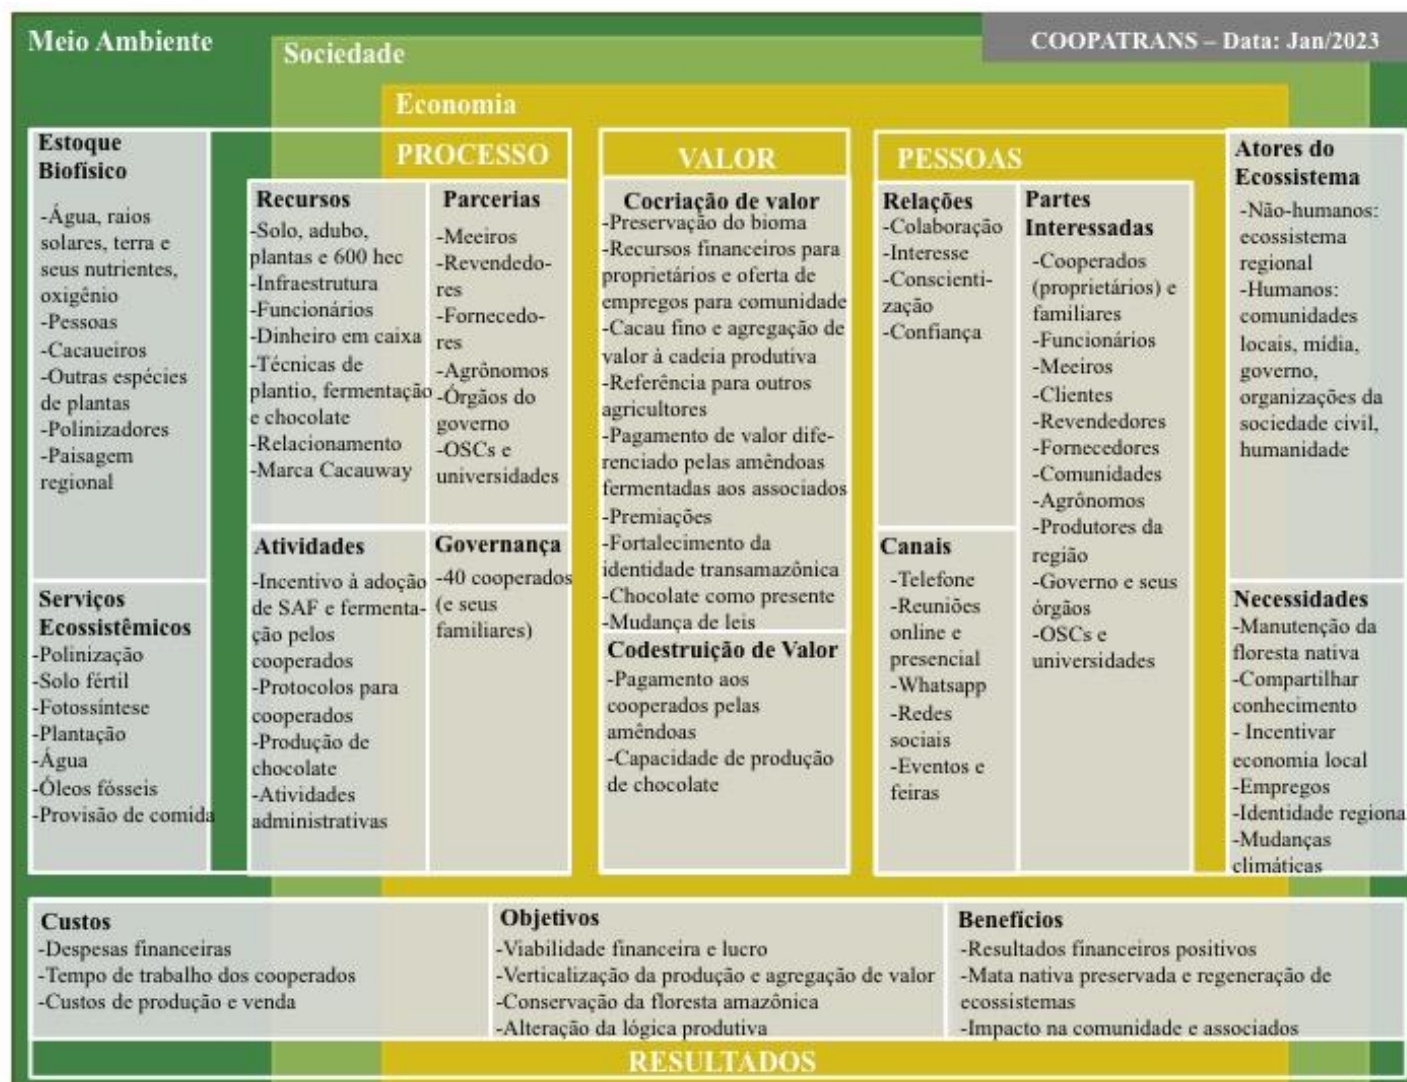 Meio Ambiente
Sociedade
COOPATRANS – Data: Jan/2023
Economia
Estoque
Biofísico
-Água, raios
solares, terra e
seus nutrientes,
oxigênio
-Pessoas
-Cacaueiros
-Outras espécies
de plantas
-Polinizadores
-Paisagem
regional
Serviços
Ecossistêmicos
-Polinização
-Solo fértil
-Fotossíntese
-Plantação
-Água
-Óleos fósseis
-Provisão de comida
PROCESSO
Recursos
-Solo, adubo,
plantas e 600 hec
-Infraestrutura
-Funcionários
-Dinheiro em caixa
-Técnicas de
plantio, fermentação
e chocolate
-Relacionamento
-Marca Cacauway
Parcerias
-Meeiros
-Revendedo-
res
-Fornecedo-
res
-Agrônomos
-Órgãos do
governo
-OSCs e
universidades
Atividades
-Incentivo à adoção
de SAF e fermenta-
ção pelos
cooperados
-Protocolos para
cooperados
-Produção de
chocolate
-Atividades
administrativas
Governança
-40 cooperados
(e seus
familiares)
VALOR
Cocriação de valor
-Preservação do bioma
-Recursos financeiros para
proprietários e oferta de
empregos para comunidade
-Cacau fino e agregação de
valor à cadeia produtiva
-Referência para outros
agricultores
-Pagamento de valor dife-
renciado pelas amêndoas
fermentadas aos associados
-Premiações
-Fortalecimento da
identidade transamazônica
-Chocolate como presente
-Mudança de leis
Codestruição de Valor
-Pagamento aos
cooperados pelas
amêndoas
-Capacidade de produção
de chocolate
PESSOAS
Relações
-Colaboração
-Interesse
-Conscienti-
zação
-Confiança
Canais
-Telefone
-Reuniões
online e
presencial
-Whatsapp
-Redes
sociais
-Eventos e
feiras
Partes
Interessadas
-Cooperados
(proprietários) e
familiares
-Funcionários
-Meeiros
-Clientes
-Revendedores
-Fornecedores
-Comunidades
-Agrônomos
-Produtores da
região
-Governo e seus
órgãos
-OSCs e
universidades
Atores do
Ecossistema
-Não-humanos:
ecossistema
regional
-Humanos:
comunidades
locais, mídia,
governo,
organizações da
sociedade civil,
humanidade
Necessidades
-Manutenção da
floresta nativa
-Compartilhar
conhecimento
- Incentivar
economia local
-Empregos
-Identidade regiona
-Mudanças
climáticas
Custos
-Despesas financeiras
-Tempo de trabalho dos cooperados
-Custos de produção e venda
Objetivos
-Viabilidade financeira e lucro
-Verticalização da produção e agregação de valor
-Conservação da floresta amazônica
-Alteração da lógica produtiva
Benefícios
-Resultados financeiros positivos
-Mata nativa preservada e regeneração de
ecossistemas
-Impacto na comunidade e associados
RESULTADOS